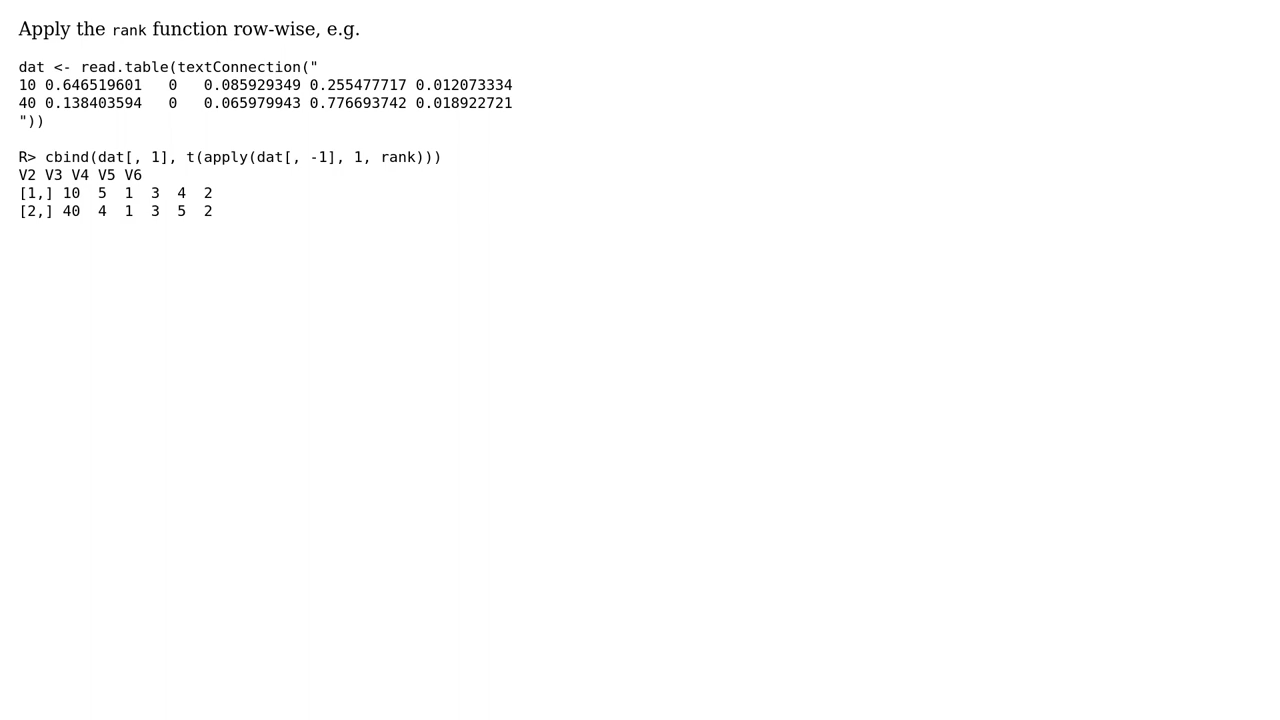 Apply the rank function row-wise, e.g.
dat <- read.table(textConnection("
10 0.646519601   0   0.085929349 0.255477717 0.012073334
40 0.138403594   0   0.065979943 0.776693742 0.018922721
"))
R> cbind(dat[, 1], t(apply(dat[, -1], 1, rank)))
V2 V3 V4 V5 V6
[1,] 10  5  1  3  4  2
[2,] 40  4  1  3  5  2